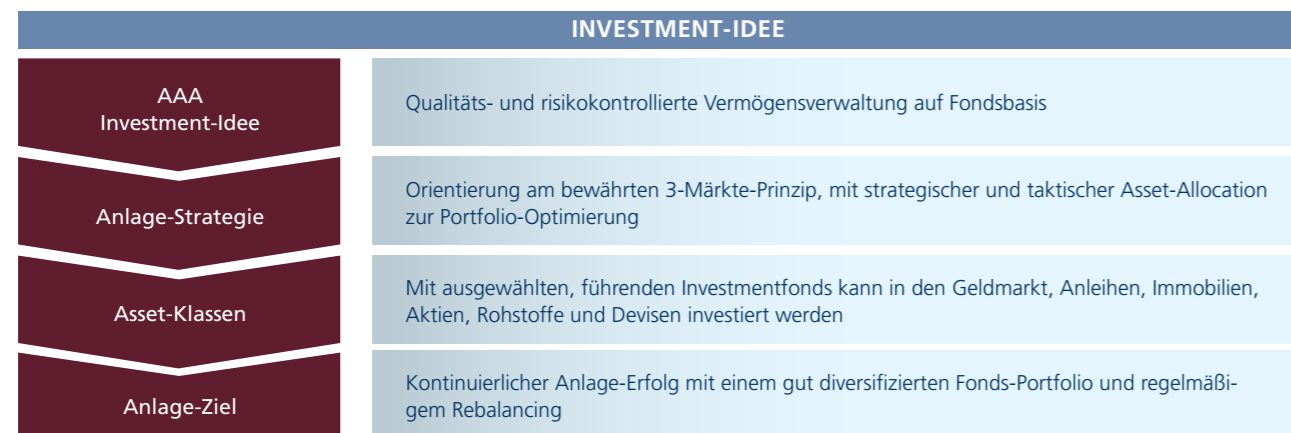 INVESTMENT-IDEE
AAA
Investment-Idee
Qualitäts- und risikokontrollierte Vermögensverwaltung auf Fondsbasis
Anlage-Strategie
Orientierung am bewährten 3-Märkte-Prinzip, mit strategischer und taktischer Asset-Allocation
zur Portfolio-Optimierung
Asset-Klassen
Mit ausgewählten, führenden Investmentfonds kann in den Geldmarkt, Anleihen, Immobilien,
Aktien, Rohstoffe und Devisen investiert werden
Anlage-Ziel
Kontinuierlicher Anlage-Erfolg mit einem gut diversifizierten Fonds-Portfolio und regelmäßi-
gem Rebalancing